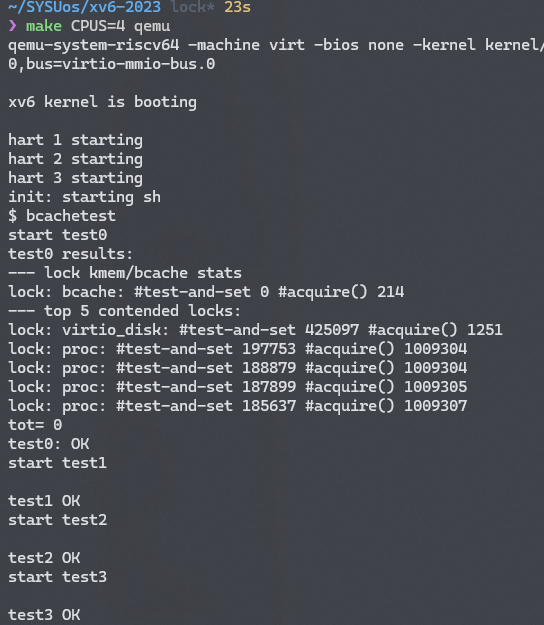 ~/SYSUos/xv6-2023 lock* 23s
❯ make CPUS=4 qemu
qemu-system-riscv64 -machine virt -bios none -kernel kernel/
0,bus=virtio-mmio-bus.0
xv6 kernel is booting
hart 1 starting
hart 2 starting
hart 3 starting
init: starting sh
$ bcachetest
start test0
test0 results:
--- lock kmem/bcache stats
lock: bcache: #test-and-set 0 #acquire() 214
--- top 5 contended locks:
lock: virtio_disk: #test-and-set 425097 #acquire() 1251
lock: proc: #test-and-set 197753 #acquire() 1009304
lock: proc: #test-and-set 188879 #acquire() 1009304
lock: proc: #test-and-set 187899 #acquire() 1009305
lock: proc: #test-and-set 185637 #acquire() 1009307
tot= 0
test0: OK
start test1
test1 OK
start test2
test2 OK
start test3
test3 OK